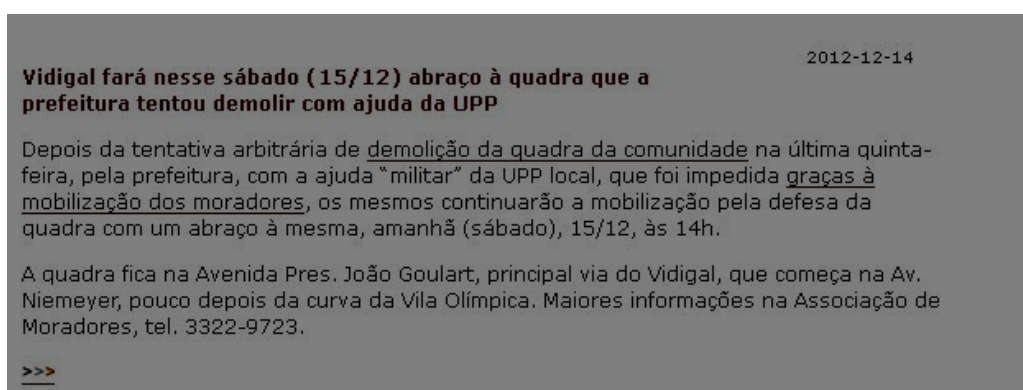 2012-12-14
Vidigal fará nesse sábado (15/12) abraço à quadra que a
prefeitura tentou demolir com ajuda da UPP
Depois da tentativa arbitrária de demolição da quadra da comunidade na última quinta-
feira, pela prefeitura, com a ajuda "militar" da UPP local, que foi impedida graças à
mobilização dos moradores, os mesmos continuarão a mobilização pela defesa da
quadra com um abraço à mesma, amanhã (sábado), 15/12, às 14h.
A quadra fica na Avenida Pres. João Goulart, principal via do Vidigal, que começa na Av.
Niemeyer, pouco depois da curva da Vila Olímpica. Maiores informações na Associação de
Moradores, tel. 3322-9723.
>>>